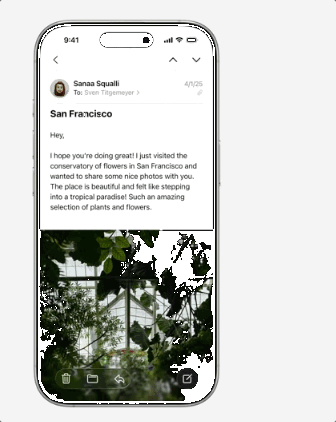 9:41
Sanaa Squalli
4/1/25
To: Sven Tilgemeyer >
San Francisco
Hey,
I hope you're doing great! I just visited the
conservatory of flowers in San Francisco and
wanted to share some nice photos with you.
The place is beautiful and felt like stepping
into a tropical paradise! Such an amazing
selection of plants and flowers.